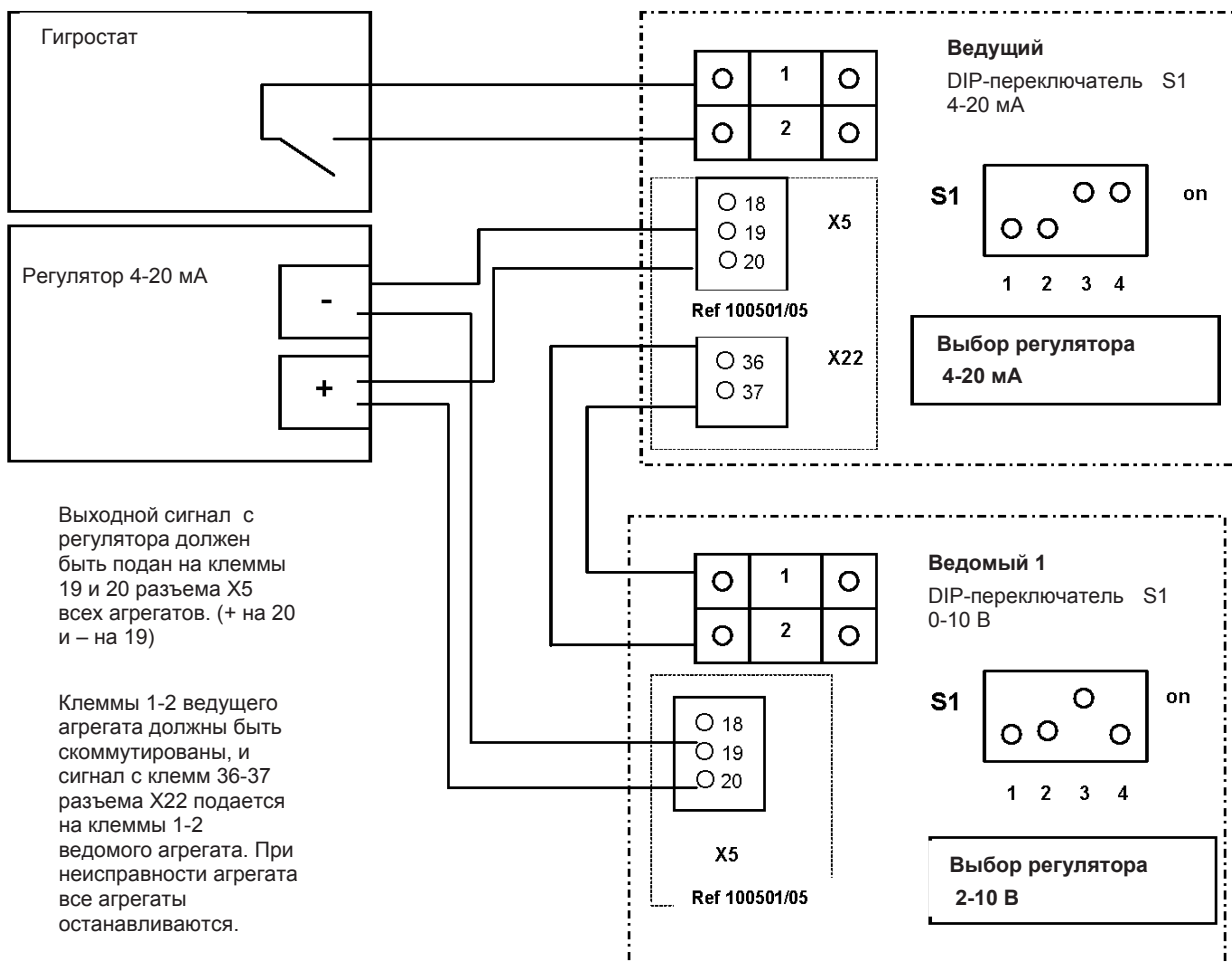 Гигростат
1
2
Ведущий
DIP-переключатель S1
4-20 мА
18
19
20
X5
S1
on
1 2 3 4
Регулятор 4-20 мА
-
+
Ref 100501/05
36
37
X22
Выбор регулятора
4-20 мА
Выходной сигнал с
регулятора должен
быть подан на клеммы
19 и 20 разъема Х5
всех агрегатов. (+ на 20
и – на 19)
Клеммы 1-2 ведущего
агрегата должны быть
скоммутированы, и
сигнал с клемм 36-37
разъема Х22 подается
на клеммы 1-2
ведомого агрегата. При
неисправности агрегата
все агрегаты
останавливаются.
1
2
Ведомый 1
DIP-переключатель S1
0-10 В
18
19
20
X5
Ref 100501/05
S1
on
1 2 3 4
Выбор регулятора
2-10 В